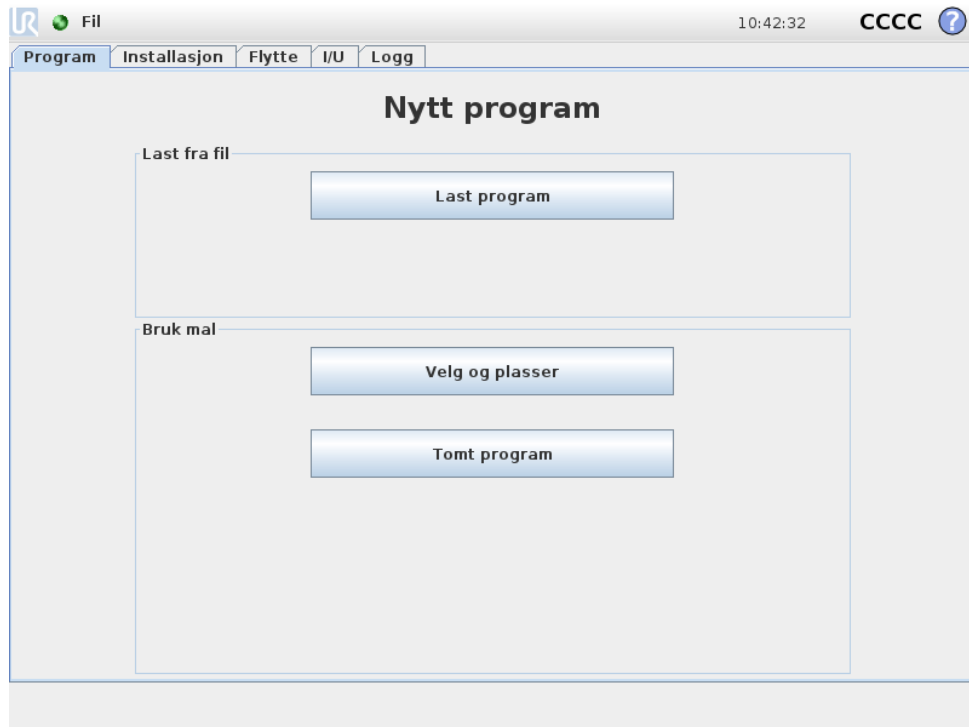 UR Fil 10:42:32 CCCC ?
Program Installasjon Flytte I/U Logg
Nytt program
Last fra fil
Last program
Bruk mal
Velg og plasser
Tomt program